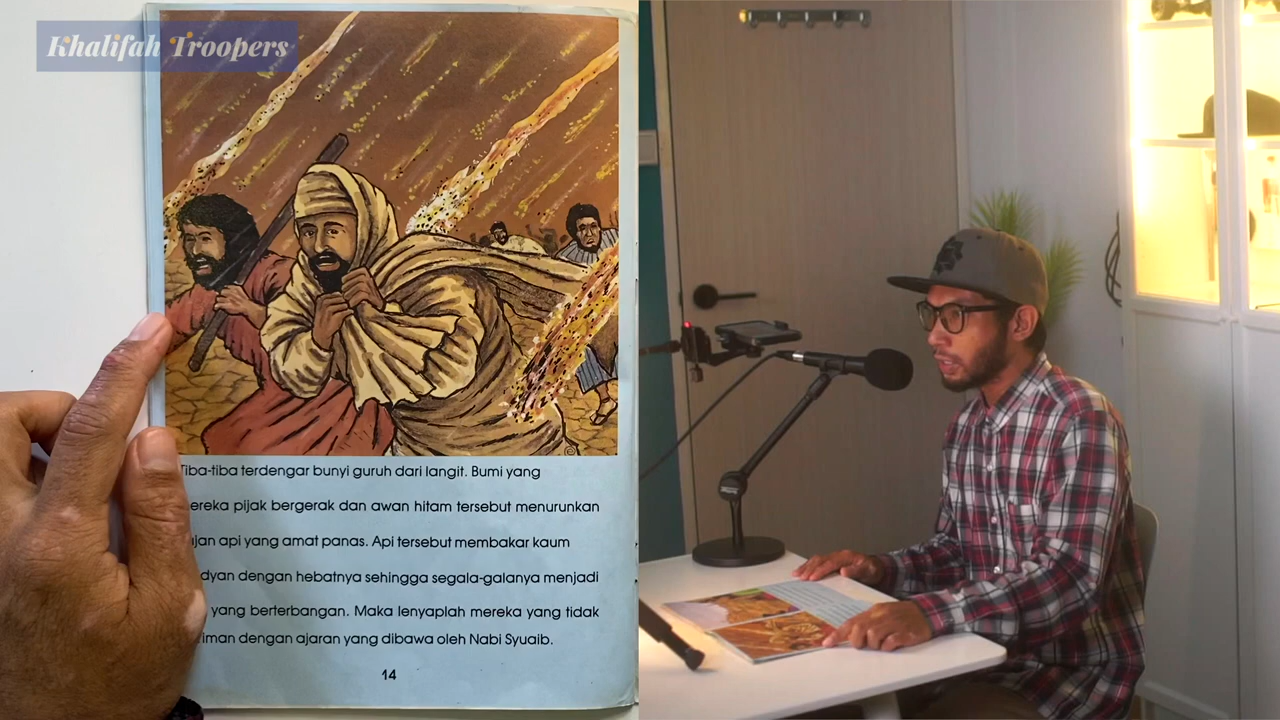 Khalifah Troopers
Tiba-tiba terdengar bunyi guruh dari langit. Bumi yang
pijak bergerak dan awan hitam tersebut menurunkan
api yang amat panas. Api tersebut membakar kaum
dengan hebatnya sehingga segala-galanya menjadi
yang berterbangan. Maka lenyaplah mereka yang tidak
dengan ajaran yang dibawa oleh Nabi Syuaib.
14